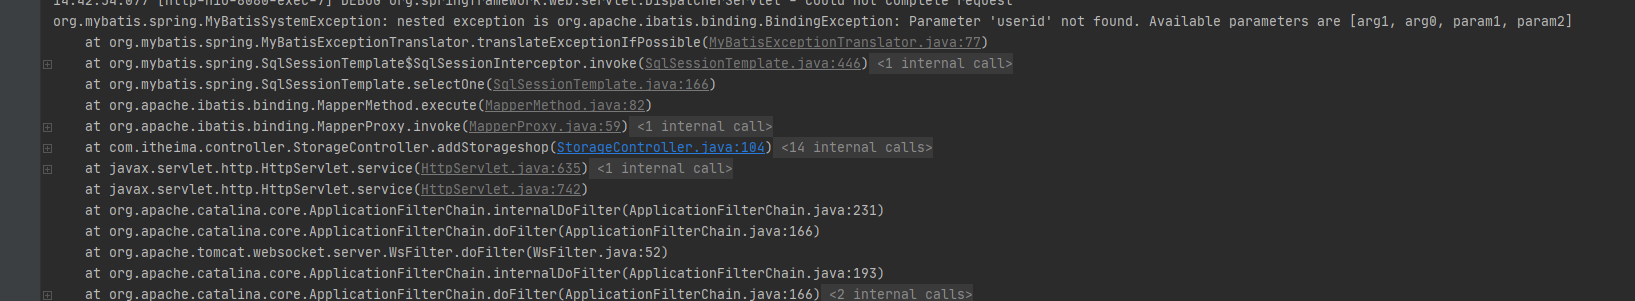 14:42:54.077 [http-nio-8080-exec-7] DEBUG org.springframework.web.servlet.DispatcherServlet - Could not complete request
org.mybatis.spring.MyBatisSystemException: nested exception is org.apache.ibatis.binding.BindingException: Parameter 'userid' not found. Available parameters are [arg1, arg0, param1, param2]
at org.mybatis.spring.MyBatisExceptionTranslator.translateExceptionIfPossible(MyBatisExceptionTranslator.java:77)
at org.mybatis.spring.SqlSessionTemplate$SqlSessionInterceptor.invoke(SqlSessionTemplate.java:446) <1 internal call>
at org.mybatis.spring.SqlSessionTemplate.selectOne(SqlSessionTemplate.java:166)
at org.apache.ibatis.binding.MapperMethod.execute(MapperMethod.java:82)
at org.apache.ibatis.binding.MapperProxy.invoke(MapperProxy.java:59) <1 internal call>
at com.itheima.controller.StorageController.addStorageshop(StorageController.java:104) <14 internal calls>
at javax.servlet.http.HttpServlet.service(HttpServlet.java:635) <1 internal call>
at javax.servlet.http.HttpServlet.service(HttpServlet.java:742)
at org.apache.catalina.core.ApplicationFilterChain.internalDoFilter(ApplicationFilterChain.java:231)
at org.apache.catalina.core.ApplicationFilterChain.doFilter(ApplicationFilterChain.java:166)
at org.apache.tomcat.websocket.server.WsFilter.doFilter(WsFilter.java:52)
at org.apache.catalina.core.ApplicationFilterChain.internalDoFilter(ApplicationFilterChain.java:193)
at org.apache.catalina.core.ApplicationFilterChain.doFilter(ApplicationFilterChain.java:166) <2 internal calls>